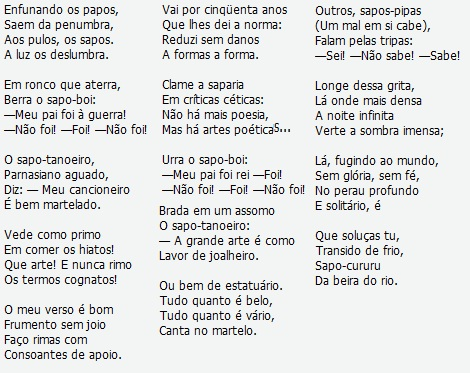 Enfunando os papos,
Saem da penumbra,
Aos pulos, os sapos.
A luz os deslumbra.

Em ronco que aterra,
Berra o sapo-boi:
—Meu pai foi à guerra!
—Não foi! —Foi! —Não foi!

O sapo-tanoeiro,
Parnasiano aguado,
Diz: — Meu cancioneiro
É bem martelado.

Vede como primo
Em comer os hiatos!
Que arte! E nunca rimo
Os termos cognatos!

O meu verso é bom
Frumento sem joio
Faço rimas com
Consoantes de apoio.

Vai por cinqüenta anos
Que lhes dei a norma:
Reduzi sem danos
A formas a forma.

Clame a saparia
Em críticas céticas:
Não há mais poesia,
Mas há artes poéticas...

Urra o sapo-boi:
—Meu pai foi rei —Foi!
—Não foi! —Foi! —Não foi!

Brada em um assomo
O sapo-tanoeiro:
— A grande arte é como
Lavor de joalheiro.

Ou bem de estatuário.
Tudo quanto é belo,
Tudo quanto é vário,
Canta no martelo.

Outros, sapos-pipas
(Um mal em si cabe),
Falam pelas tripas:
—Sei! —Não sabe! —Sabe!

Longe dessa grita,
Lá onde mais densa
A noite infinita
Verte a sombra imensa;

Lá, fugindo ao mundo,
Sem glória, sem fé,
No perau profundo
E solitário, é

Que soluças tu,
Transido de frio,
Sapo-cururu
Da beira do rio.